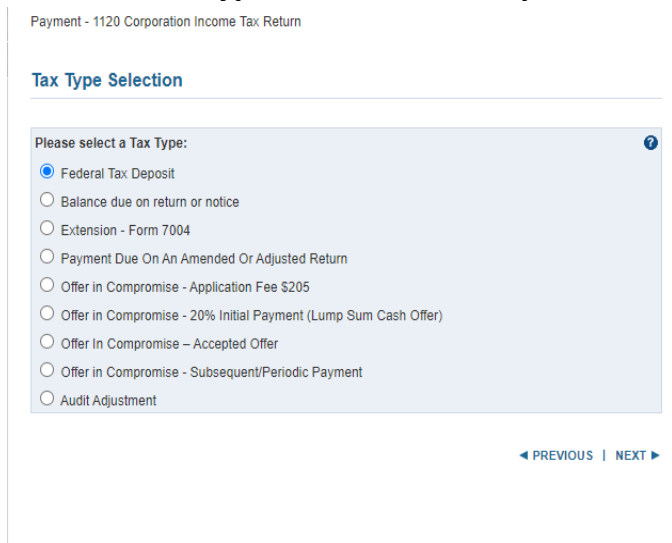 Payment - 1120 Corporation Income Tax Return
Tax Type Selection
Please select a Tax Type:
Federal Tax Deposit
Balance due on return or notice
Extension - Form 7004
Payment Due On An Amended Or Adjusted Return
Offer in Compromise - Application Fee $205
Offer in Compromise - 20% Initial Payment (Lump Sum Cash Offer)
Offer In Compromise – Accepted Offer
Offer in Compromise - Subsequent/Periodic Payment
Audit Adjustment
◄ PREVIOUS | NEXT ►